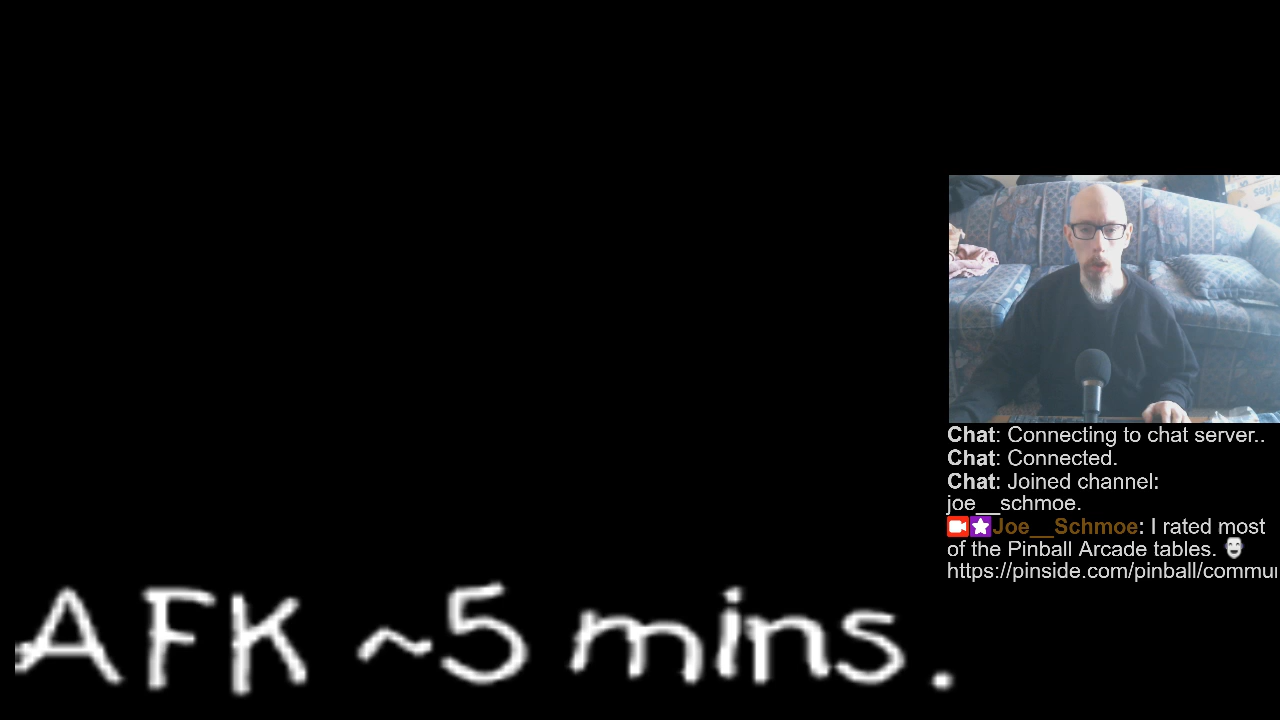 Chat: Connecting to chat server..
Chat: Connected.
Chat: Joined channel:
joe__schmoe.
Joe__Schmoe: I rated most
of the Pinball Arcade tables.
https://pinside.com/pinball/commu
AFK ~5 mins.